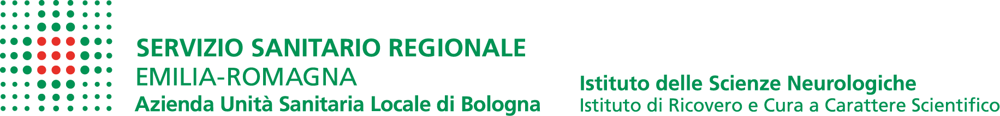 SERVIZIO SANITARIO REGIONALE
EMILIA-ROMAGNA
Azienda Unità Sanitaria Locale di Bologna
Istituto delle Scienze Neurologiche
Istituto di Ricovero e Cura a Carattere Scientifico